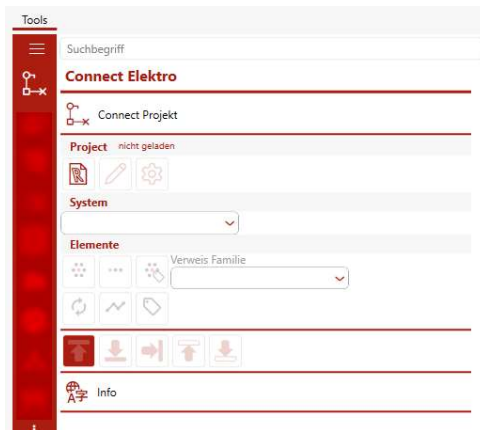 Tools
Suchbegriff
Connect Elektro
Connect Projekt
Project nicht geladen
System
Elemente
Verweis Familie
Info